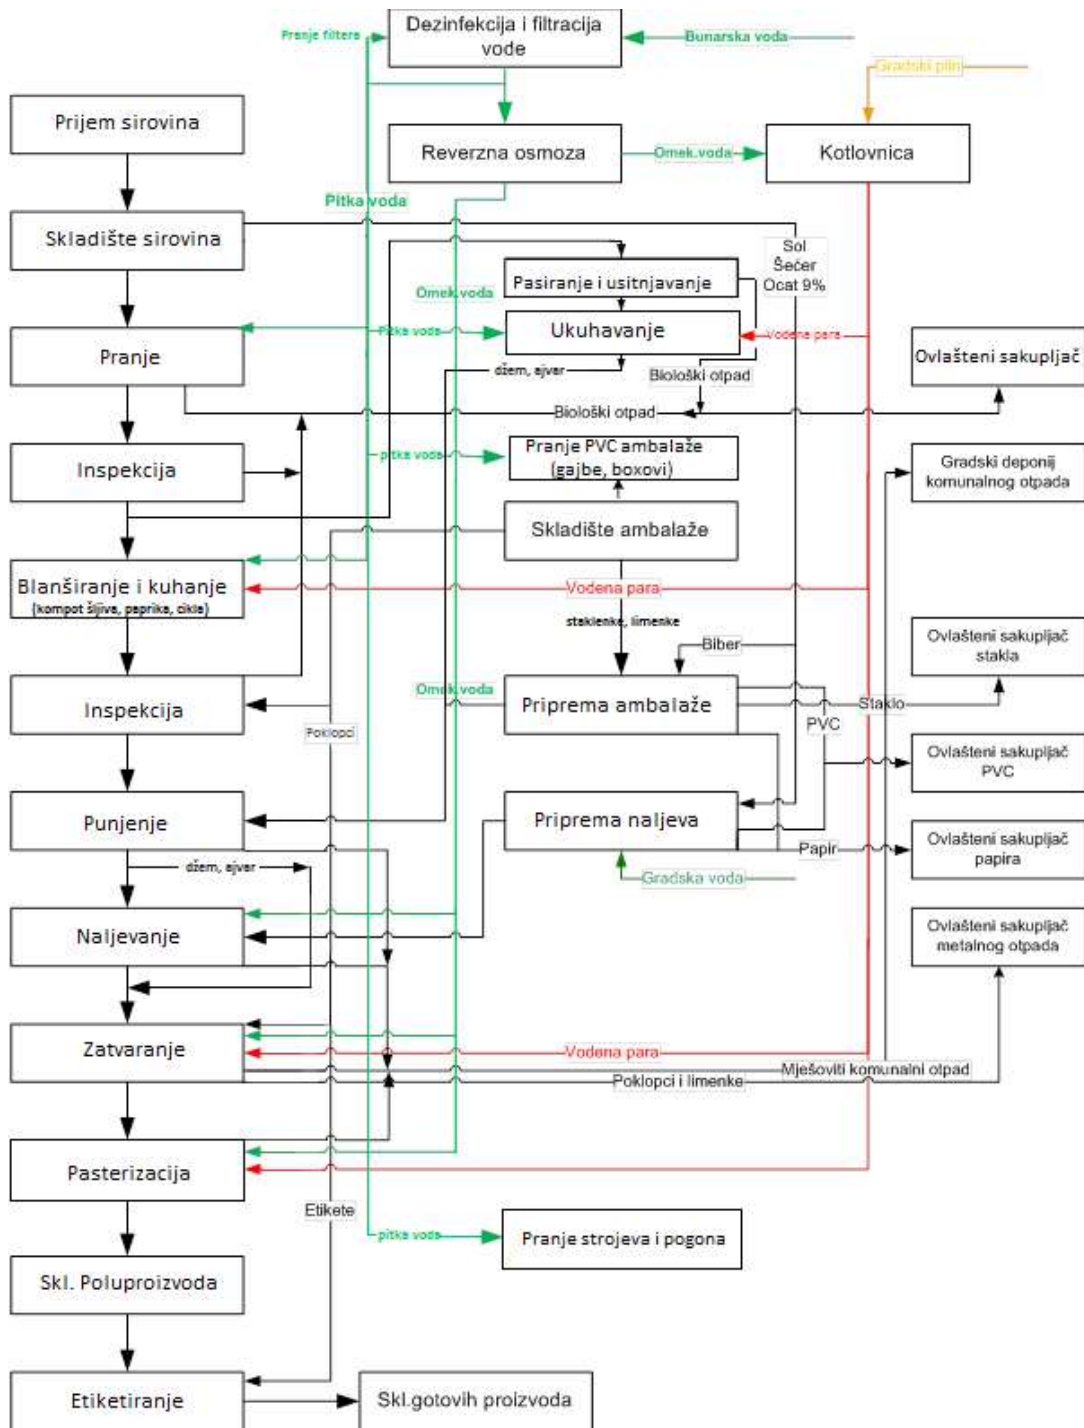 Dezinfekcija i filtracija
vode
Pranje filtera
Bunarska voda
Gradski plin
Prijem sirovina
Reverzna osmoza
Omek.voda
Kotlovnica
Pitka voda
Skladište sirovina
Sol
Šećer
Ocat 9%
Pasiranje i usitnjavanje
Omek.voda
Pitka voda
Ukuhavanje
Vodena para
Pranje
Ovlašteni sakupljač
džem, ajvar
Biološki otpad
Biološki otpad
Inspekcija
pitka voda
Pranje PVC ambalaže
(gajbe, boxovi)
Gradski deponij
komunalnog otpada
Skladište ambalaže
Blanširanje i kuhanje
(kompot šljiva, paprika, cikla)
Vodena para
staklenke, limenke
Biber
Ovlašteni sakupljač
stakla
Inspekcija
Omek.voda
Priprema ambalaže
Staklo
PVC
Poklopci
Ovlašteni sakupljač
PVC
Punjenje
Priprema naljeva
Papir
Ovlašteni sakupljač
papira
džem, ajvar
Gradska voda
Naljevanje
Ovlašteni sakupljač
metalnog otpada
Zatvaranje
Vodena para
Mješoviti komunalni otpad
Poklopci i limenke
Pasterizacija
Etikete
pitka voda
Pranje strojeva i pogona
Skl. Poluproizvoda
Etiketiranje
Skl.gotovih proizvoda